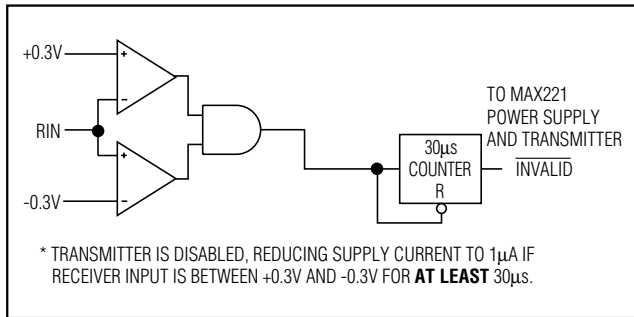 +0.3V
+
-
RIN
+
-
-0.3V
30µs
COUNTER
R
TO MAX221
POWER SUPPLY
AND TRANSMITTER
INVALID
* TRANSMITTER IS DISABLED, REDUCING SUPPLY CURRENT TO 1µA IF
RECEIVER INPUT IS BETWEEN +0.3V AND -0.3V FOR AT LEAST 30µs.